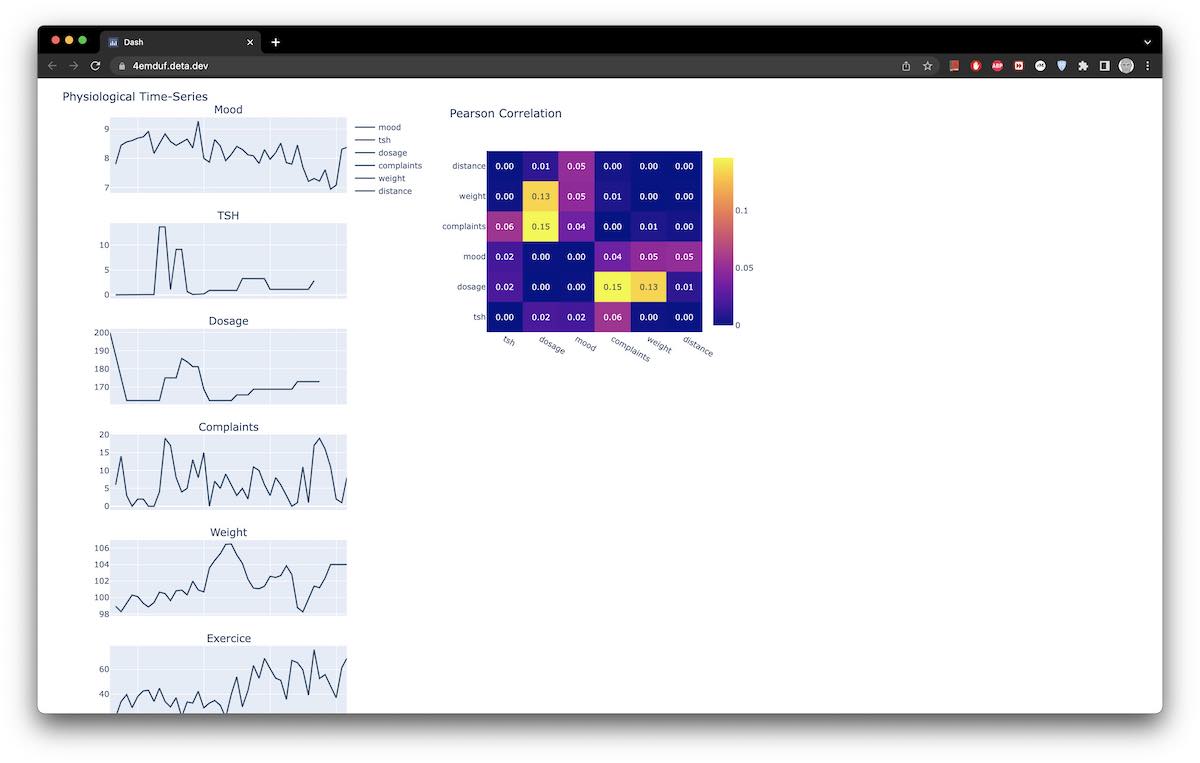 Dash
4emduf.deta.dev
ABP
Physiological Time-Series
Mood
9
8
7
mood
tsh
dosage
complaints
weight
distance
TSH
10
5
0
Dosage
200
190
180
170
Complaints
20
15
10
5
0
Weight
106
104
102
100
98
Exercice
60
40
Pearson Correlation
distance 0.00 0.01 0.05 0.00 0.00 0.00
weight 0.00 0.13 0.05 0.01 0.00 0.00
complaints 0.06 0.15 0.04 0.00 0.01 0.00
mood 0.02 0.00 0.00 0.04 0.05 0.05
dosage 0.02 0.00 0.00 0.15 0.13 0.01
tsh 0.00 0.02 0.02 0.06 0.00 0.00
tsh dosage mood complaints weight distance
0.1
0.05
0